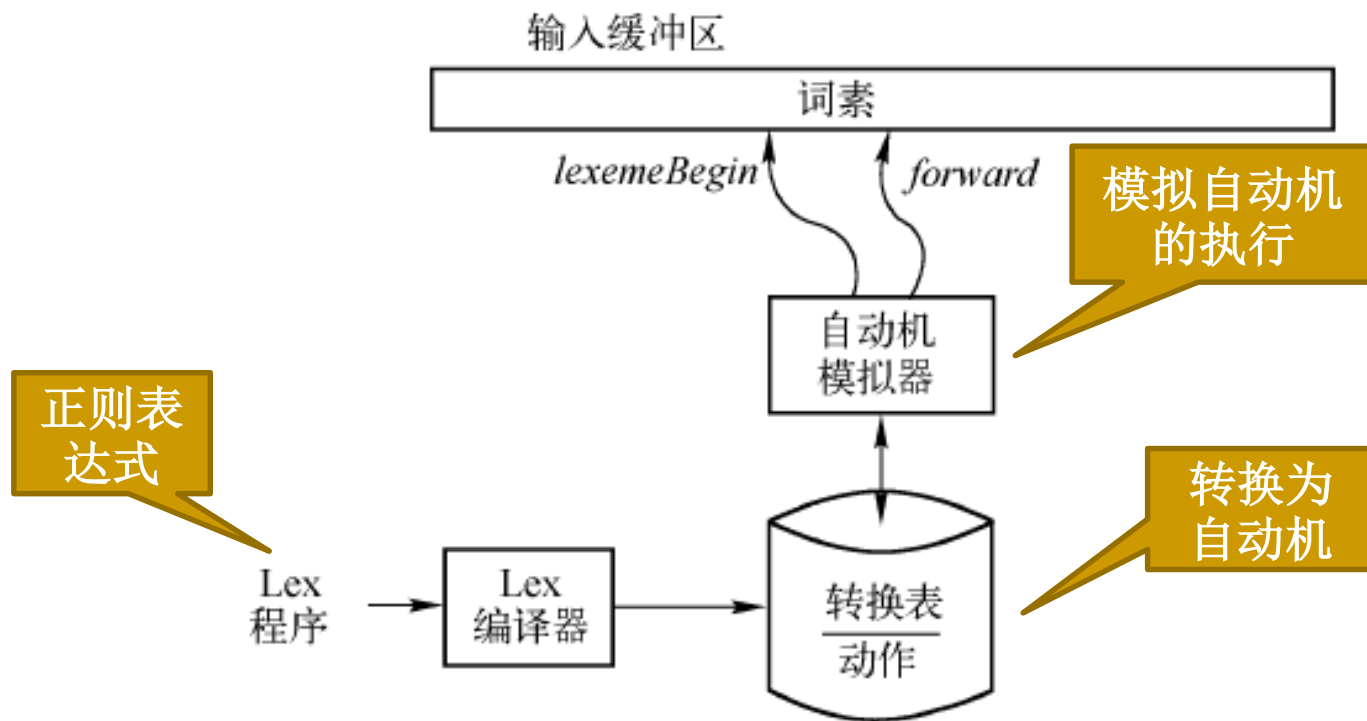 输入缓冲区
词素
lexemeBegin
forward
模拟自动机
的执行
自动机
模拟器
正则表
达式
转换为
自动机
Lex
程序
Lex
编译器
转换表
动作